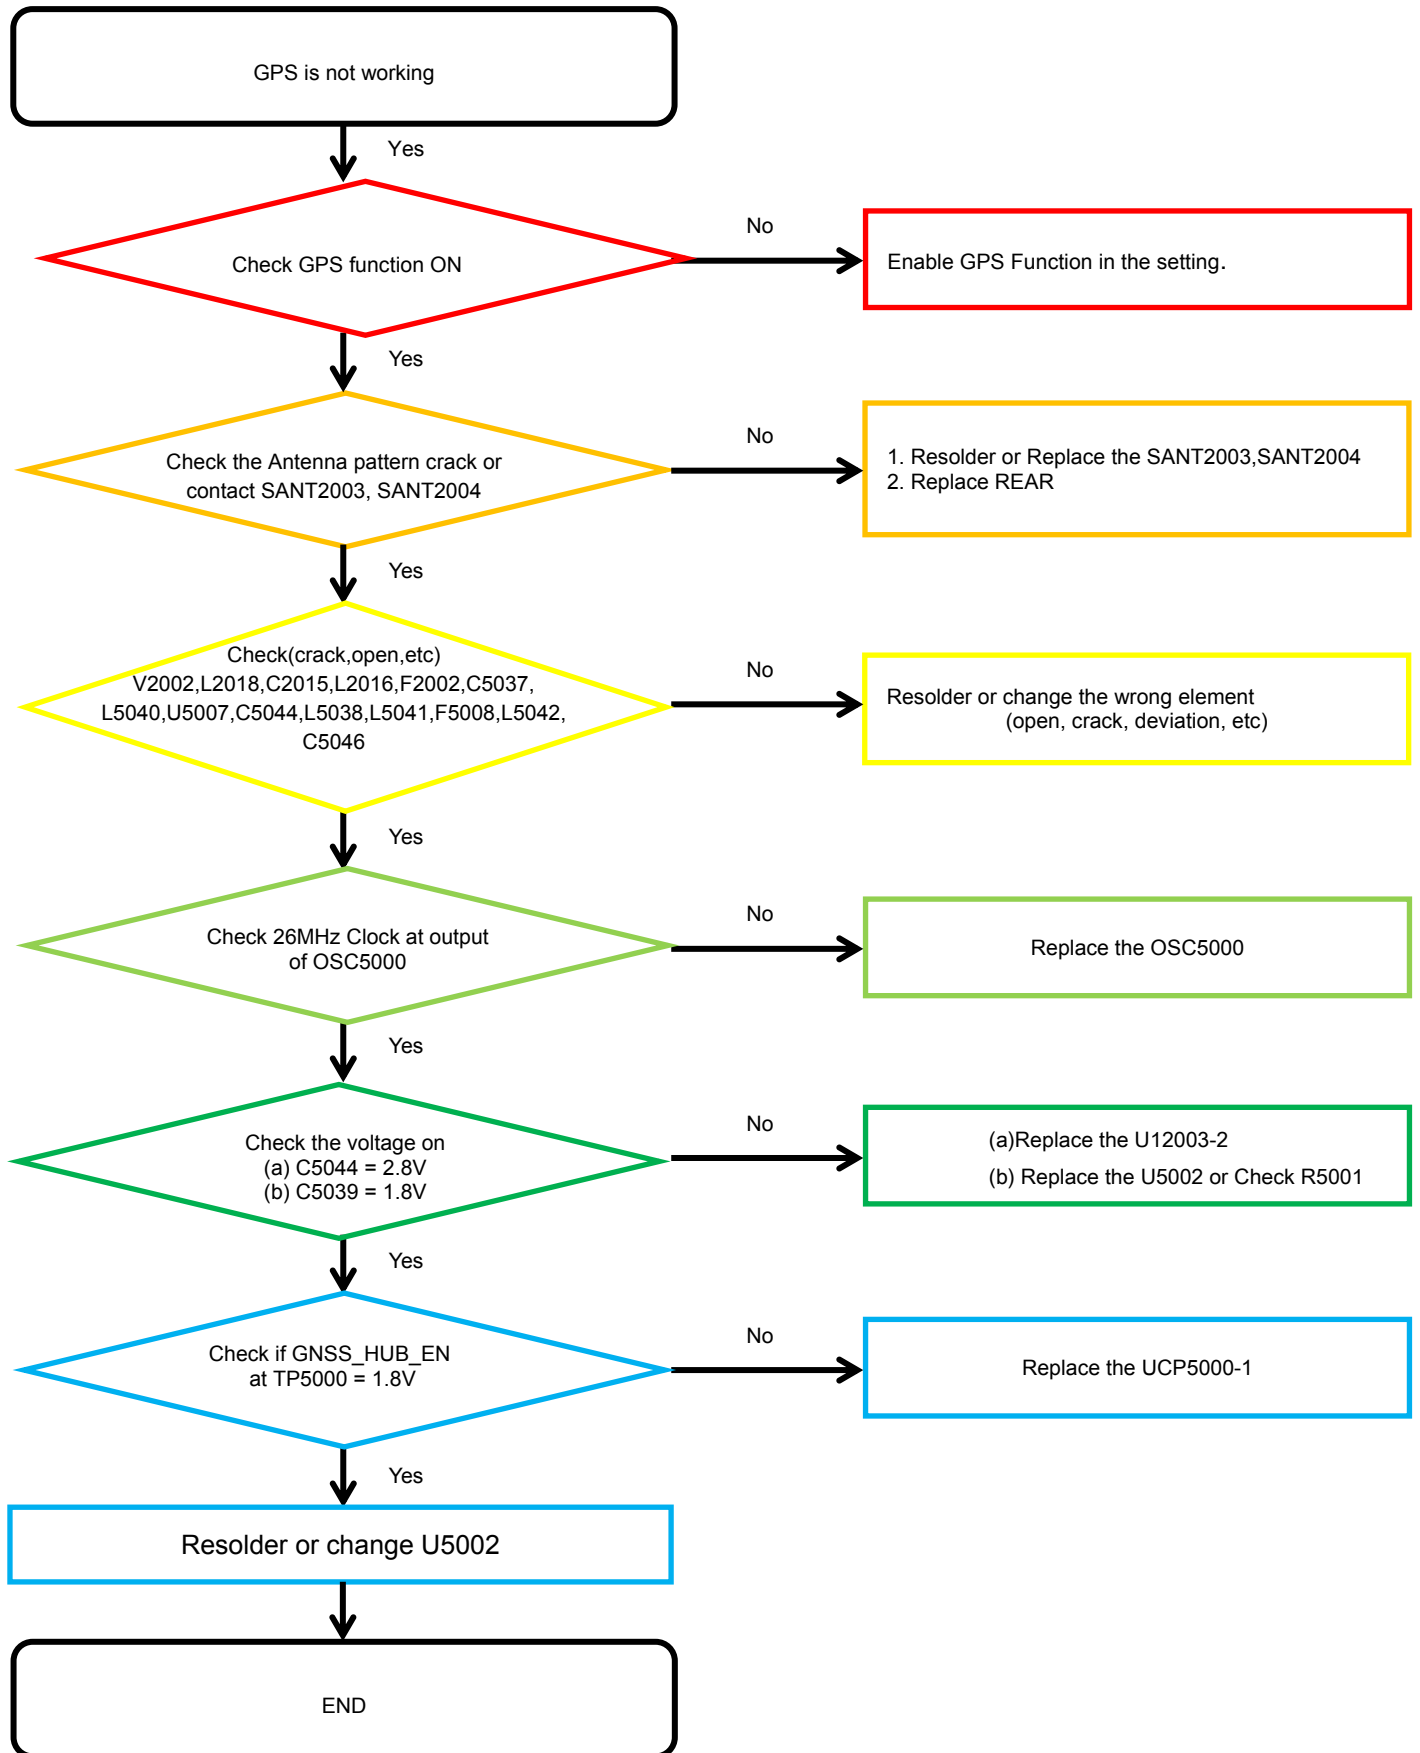 GPS is not working
Yes
Check GPS function ON
No
Enable GPS Function in the setting.
Yes
Check the Antenna pattern crack or
contact SANT2003, SANT2004
No
1. Resolder or Replace the SANT2003,SANT2004
2. Replace REAR
Yes
Check(crack,open,etc)
V2002,L2018,C2015,L2016,F2002,C5037,
L5040,U5007,C5044,L5038,L5041,F5008,L5042,
C5046
No
Resolder or change the wrong element
(open, crack, deviation, etc)
Yes
Check 26MHz Clock at output
of OSC5000
No
Replace the OSC5000
Yes
Check the voltage on
(a) C5044 = 2.8V
(b) C5039 = 1.8V
No
(a)Replace the U12003-2
(b) Replace the U5002 or Check R5001
Yes
Check if GNSS_HUB_EN
at TP5000 = 1.8V
No
Replace the UCP5000-1
Yes
Resolder or change U5002
END